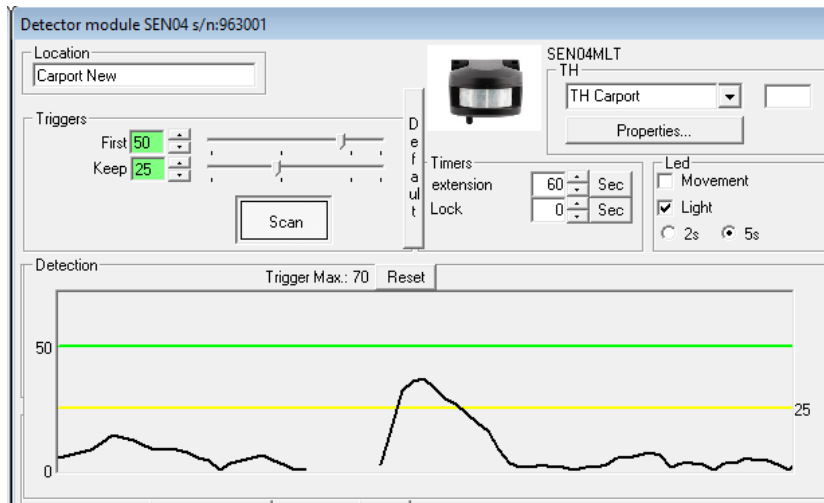 Detector module SEN04 s/n:963001
Location
Carport New
SEN04MLT
TH
TH Carport
Properties...
Triggers
First 50
Keep 25
Scan
Default
Timers
extension 60 Sec
Lock 0 Sec
Led
Movement
Light
2s 5s
Detection
Trigger Max.: 70 Reset
50
25
0